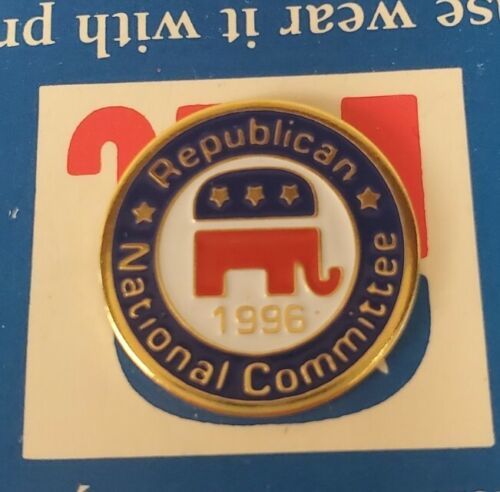 se wear it with pr
Republican
National Committee
1996